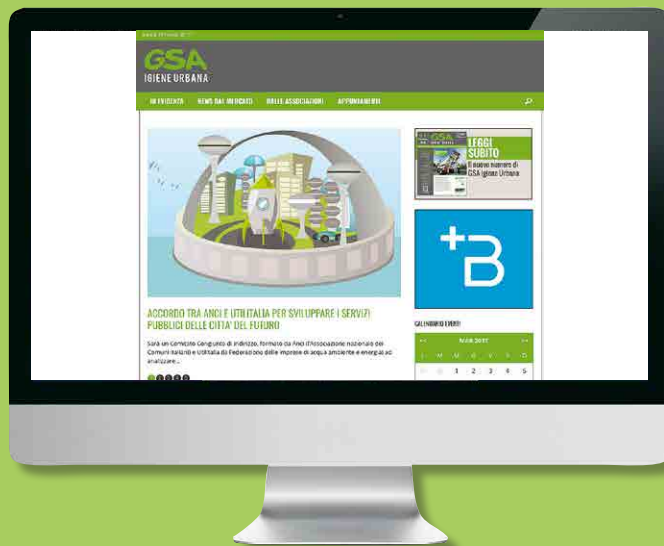 GSA
IGIENE URBANA
IN EVIDENZA NEWS DAL MERCATO DALLE ASSOCIAZIONI APPUNTAMENTI
GSA
LEGGI
SUBITO
Il nuovo numero di
GSA Igiene Urbana
+B
ACCORDO TRA ANCI E UTILITALIA PER SVILUPPARE I SERVIZI
PUBBLICI DELLE CITTA' DEL FUTURO
Sarà un Comitato Congiunto di indirizzo, formato da Anci (l'Associazione nazionale dei
Comuni Italiani) e Utilitalia (la Federazione delle imprese di acqua ambiente e energia) ad
analizzare...
CALENDARIO EVENTI
MAR 2017
L M M G V S D
1 2 3 4 5